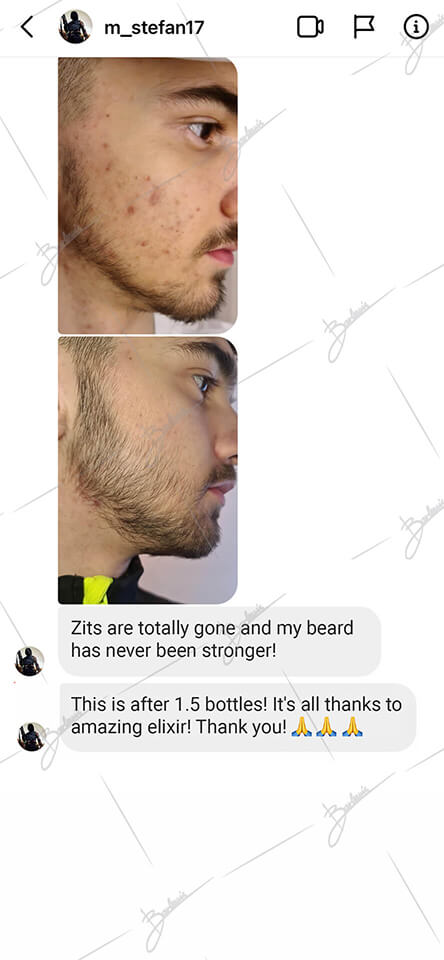 m_stefan17
Zits are totally gone and my beard
has never been stronger!
This is after 1.5 bottles! It's all thanks to
amazing elixir! Thank you! 🙏🙏🙏